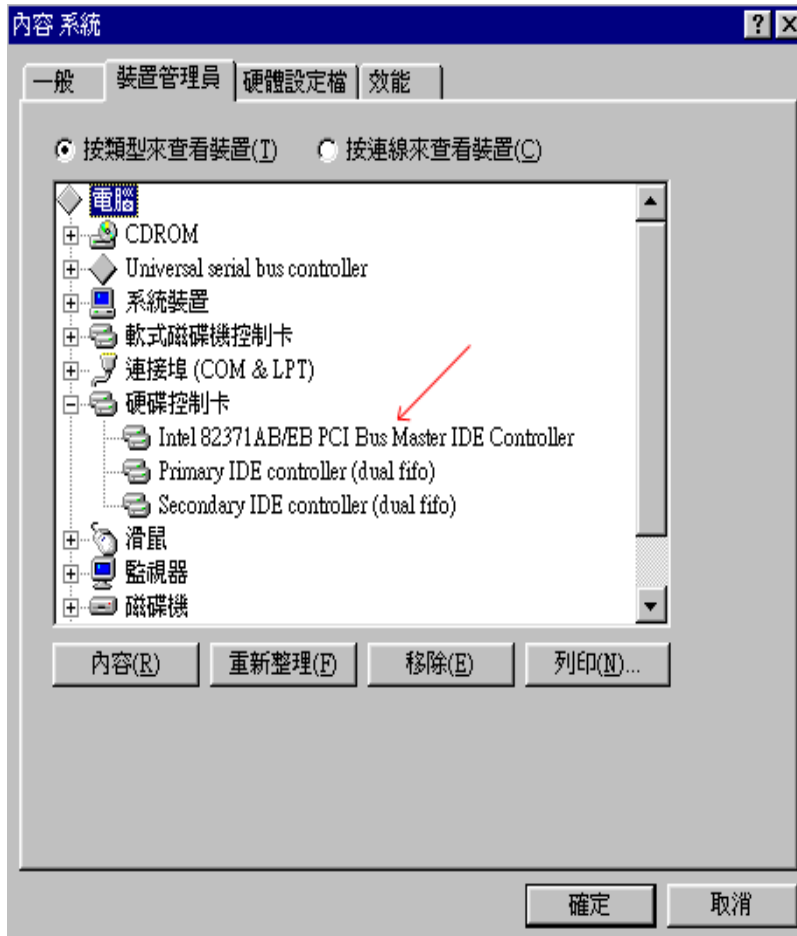 內容 系統
一般 裝置管理員 硬體設定檔 效能
按類型來查看裝置(T) 按連線來查看裝置(C)
電腦
CDROM
Universal serial bus controller
系統裝置
軟式磁碟機控制卡
連接埠 (COM & LPT)
硬碟控制卡
Intel 82371AB/EB PCI Bus Master IDE Controller
Primary IDE controller (dual fifo)
Secondary IDE controller (dual fifo)
滑鼠
監視器
磁碟機
內容(R) 重新整理(F) 移除(E) 列印(N)...
確定 取消